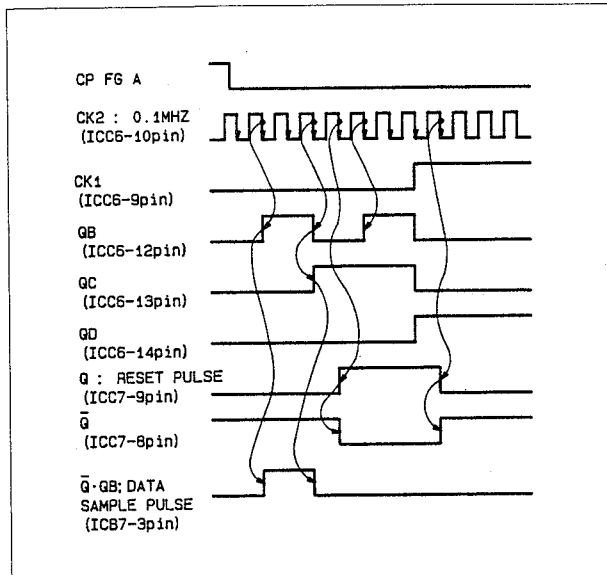 CP FG A
CK2 : 0.1MHZ
(ICC6-10pin)
CK1
(ICC6-9pin)
QB
(ICC6-12pin)
QC
(ICC6-13pin)
QD
(ICC6-14pin)
Q : RESET PULSE
(ICC7-9pin)
Q̅
(ICC7-8pin)
Q̅·QB; DATA
SAMPLE PULSE
(ICB7-3pin)